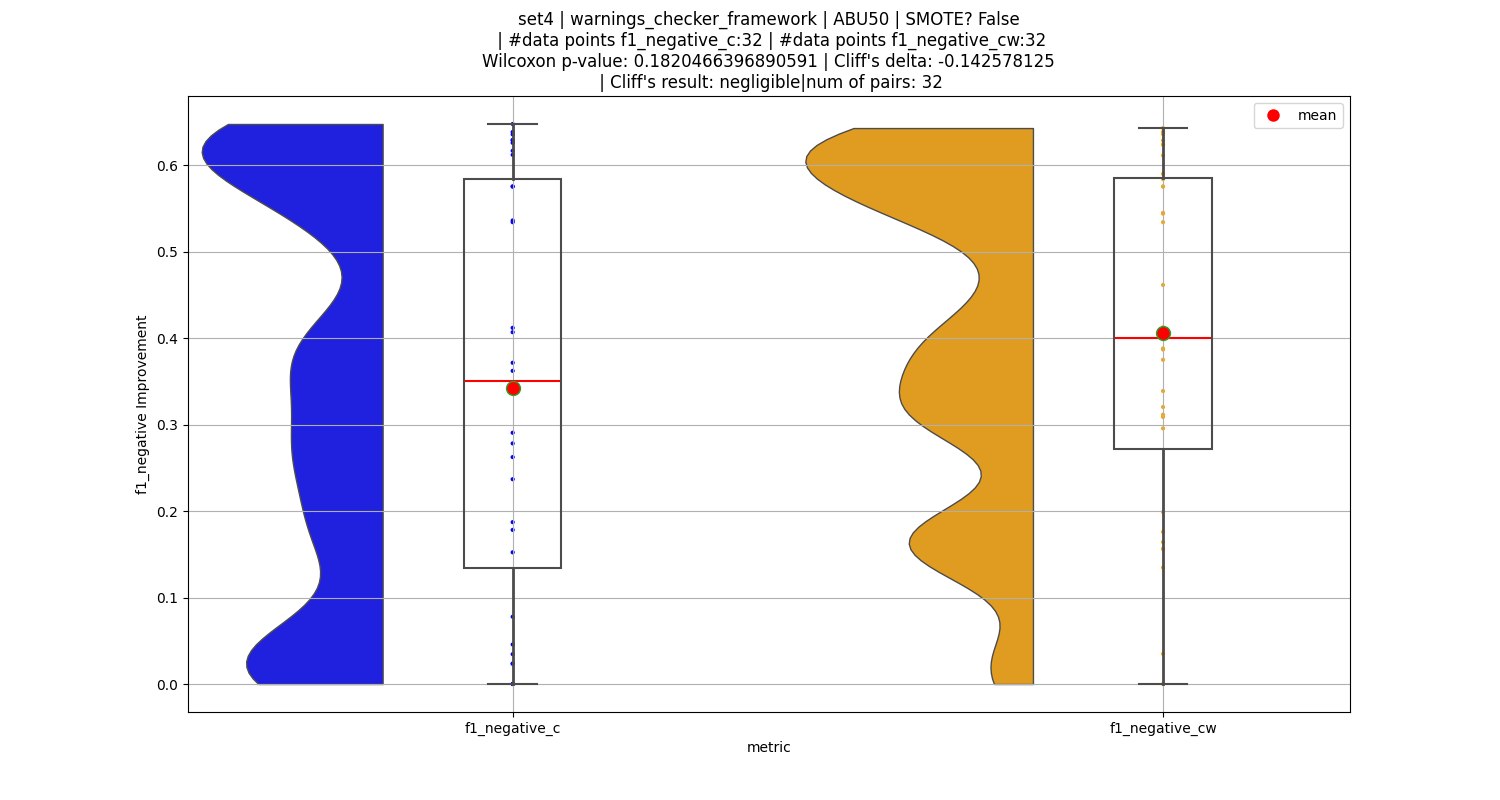 set4 | warnings_checker_framework | ABU50 | SMOTE? False
| #data points f1_negative_c:32 | #data points f1_negative_cw:32
Wilcoxon p-value: 0.1820466396890591 | Cliff's delta: -0.142578125
| Cliff's result: negligible|num of pairs: 32
mean
f1_negative Improvement
0.6
0.5
0.4
0.3
0.2
0.1
0.0
f1_negative_c
f1_negative_cw
metric